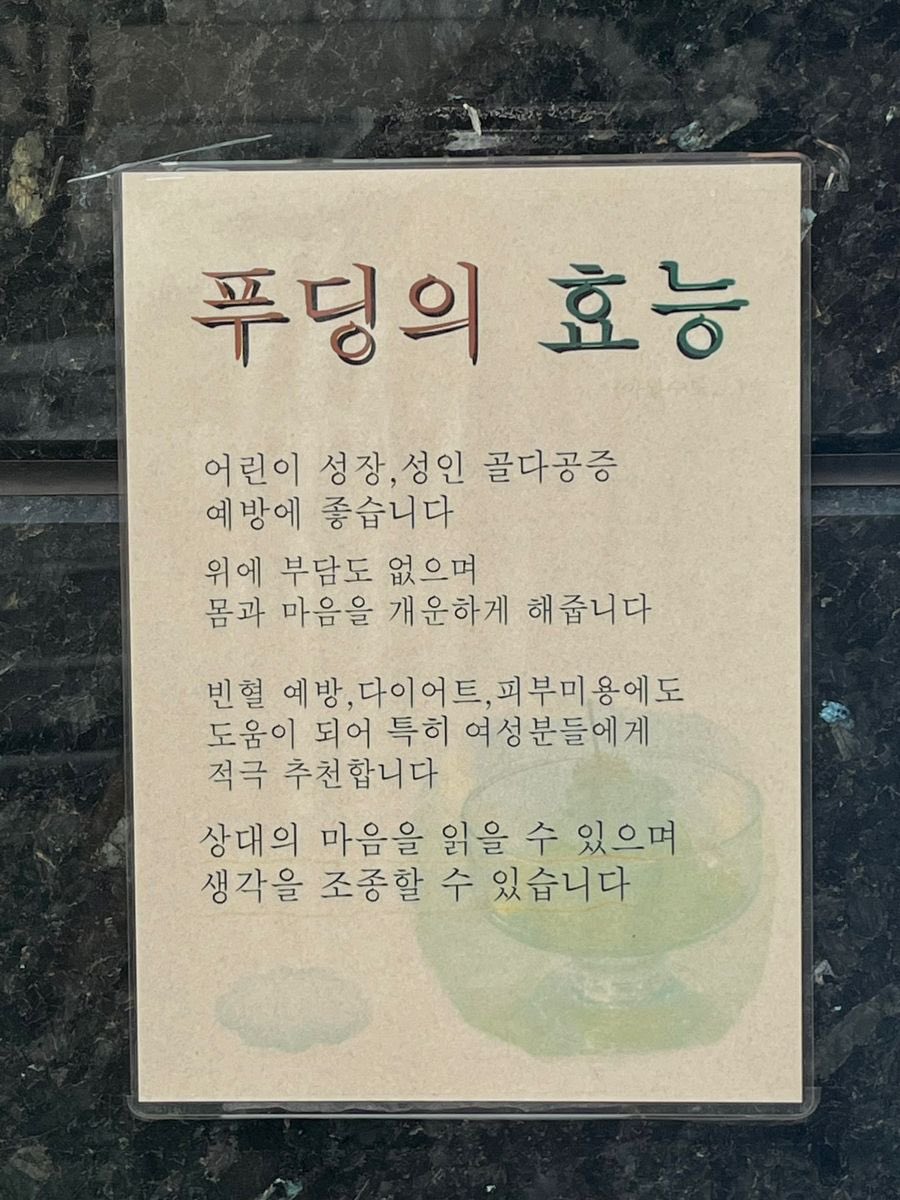 푸딩의 효능
어린이 성장,성인 골다공증
예방에 좋습니다
위에 부담도 없으며
몸과 마음을 개운하게 해줍니다
빈혈 예방,다이어트,피부미용에도
도움이 되어 특히 여성분들에게
적극 추천합니다
상대의 마음을 읽을 수 있으며
생각을 조종할 수 있습니다